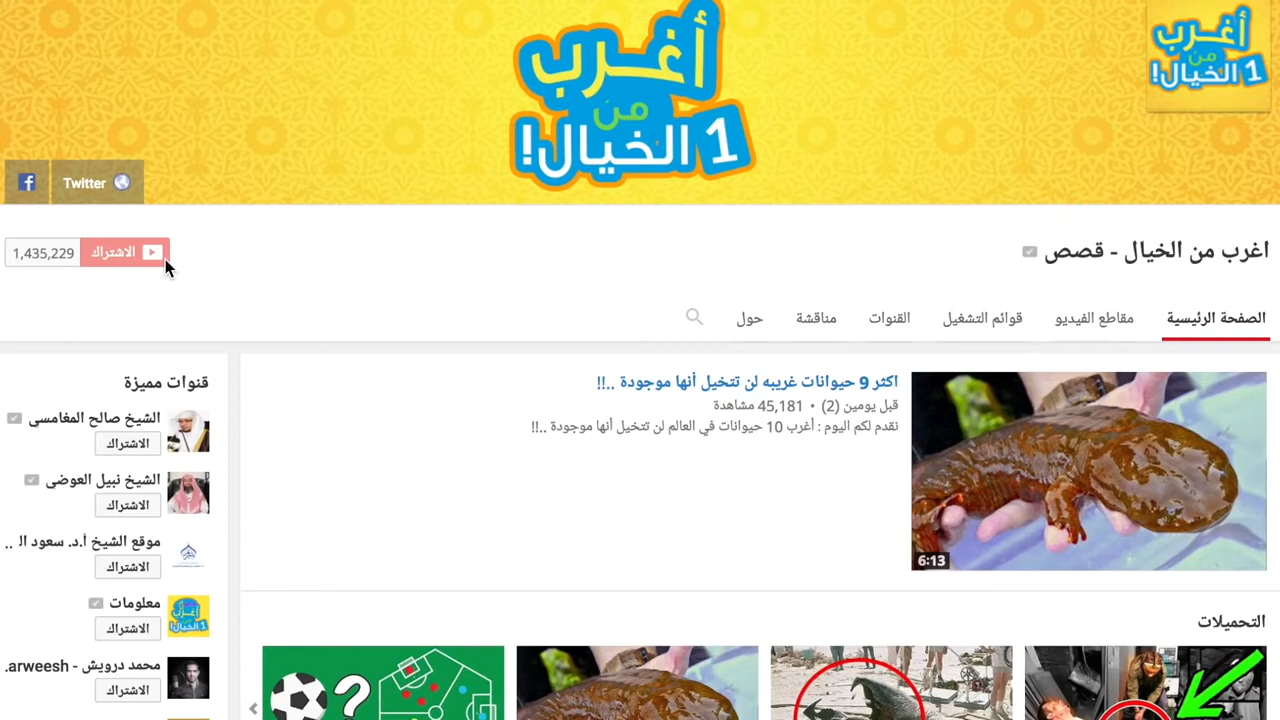 أغرب
من
1 الخيال!
أغرب
من
1 الخيال!
Twitter
اغرب من الخيال - قصص
الاشتراك
1,435,229
الصفحة الرئيسية
مقاطع الفيديو
قوائم التشغيل
القنوات
مناقشة
حول
اكثر 9 حيوانات غريبه لن تتخيل أنها موجودة ..!!
قبل يومين (2) • 45,181 مشاهدة
نقدم لكم اليوم : أغرب 10 حيوانات في العالم لن تتخيل أنها موجودة ..!!
6:13
التحميلات
قنوات مميزة
الشيخ صالح المغامسي
الاشتراك
الشيخ نبيل العوضي
الاشتراك
موقع الشيخ أ.د. سعود ال ..
الاشتراك
معلومات
الاشتراك
محمد درويش - arweesh.
الاشتراك